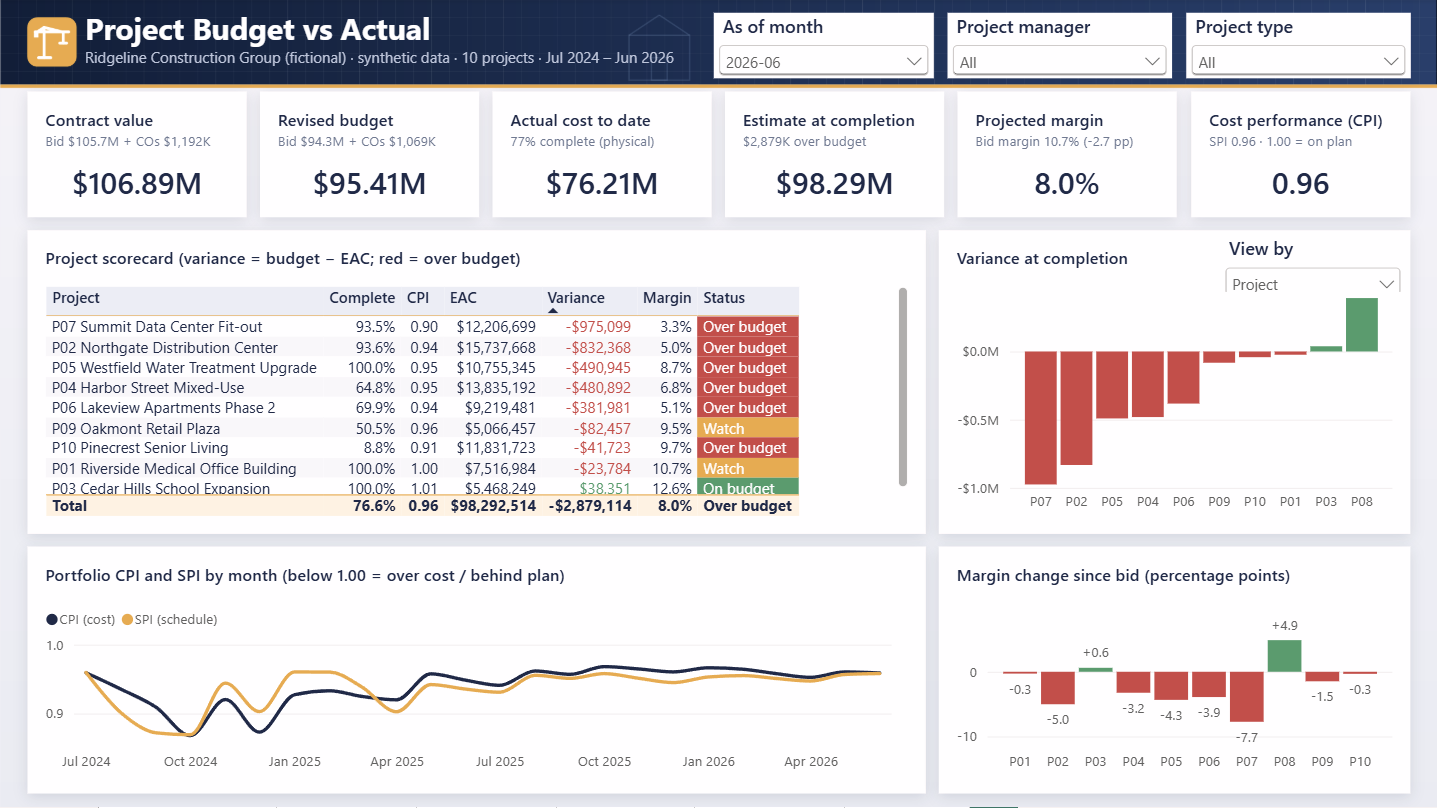 Project Budget vs Actual
Ridgeline Construction Group (fictional) · synthetic data · 10 projects · Jul 2024 – Jun 2026
As of month
2026-06
Project manager
All
Project type
All
Contract value
Bid $105.7M + COs $1,192K
$106.89M
Revised budget
Bid $94.3M + COs $1,069K
$95.41M
Actual cost to date
77% complete (physical)
$76.21M
Estimate at completion
$2,879K over budget
$98.29M
Projected margin
Bid margin 10.7% (-2.7 pp)
8.0%
Cost performance (CPI)
SPI 0.96 · 1.00 = on plan
0.96
Project scorecard (variance = budget − EAC; red = over budget)
Project Complete CPI EAC Variance Margin Status
P07 Summit Data Center Fit-out 93.5% 0.90 $12,206,699 -$975,099 3.3% Over budget
P02 Northgate Distribution Center 93.6% 0.94 $15,737,668 -$832,368 5.0% Over budget
P05 Westfield Water Treatment Upgrade 100.0% 0.95 $10,755,345 -$490,945 8.7% Over budget
P04 Harbor Street Mixed-Use 64.8% 0.95 $13,835,192 -$480,892 6.8% Over budget
P06 Lakeview Apartments Phase 2 69.9% 0.94 $9,219,481 -$381,981 5.1% Over budget
P09 Oakmont Retail Plaza 50.5% 0.96 $5,066,457 -$82,457 9.5% Watch
P10 Pinecrest Senior Living 8.8% 0.91 $11,831,723 -$41,723 9.7% Over budget
P01 Riverside Medical Office Building 100.0% 1.00 $7,516,984 -$23,784 10.7% Watch
P03 Cedar Hills School Expansion 100.0% 1.01 $5,468,249 $38,351 12.6% On budget
Total 76.6% 0.96 $98,292,514 -$2,879,114 8.0% Over budget
Variance at completion
View by
Project
$0.0M
-$0.5M
-$1.0M
P07 P02 P05 P04 P06 P09 P10 P01 P03 P08
Portfolio CPI and SPI by month (below 1.00 = over cost / behind plan)
CPI (cost) SPI (schedule)
1.0
0.9
Jul 2024 Oct 2024 Jan 2025 Apr 2025 Jul 2025 Oct 2025 Jan 2026 Apr 2026
Margin change since bid (percentage points)
0
-10
-0.3 -5.0 +0.6 -3.2 -4.3 -3.9 -7.7 +4.9 -1.5 -0.3
P01 P02 P03 P04 P05 P06 P07 P08 P09 P10